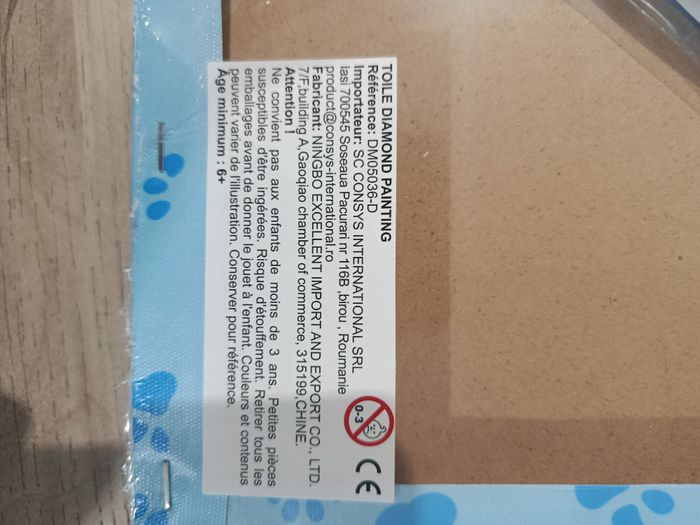 TOILE DIAMOND PAINTING
Référence: DM05036-D
Importateur: SC CONSYS INTERNATIONAL SRL
Iasi 700545 Soseaua Pacurari nr 116B ,birou , Roumanie
product@consys-international.ro
Fabricant: NINGBO EXCELLENT IMPORT AND EXPORT CO., LTD.
7/F,building A,Gaoqiao chamber of commerce, 315199,CHINE.
Attention !
Ne convient pas aux enfants de moins de 3 ans. Petites pièces
susceptibles d'être ingérées. Risque d'étouffement. Retirer tous les
emballages avant de donner le jouet à l'enfant. Couleurs et contenus
peuvent varier de l'illustration. Conserver pour référence.
Âge minimum : 6+
0-3
CE